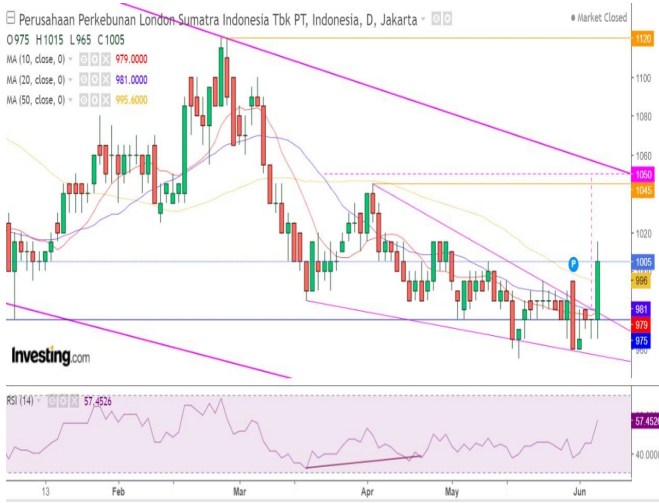 Perusahaan Perkebunan London Sumatra Indonesia Tbk PT, Indonesia, D, Jakarta
Market Closed
O975 H1015 L965 C1005
MA (10, close, 0) 979.0000
MA (20, close, 0) 981.0000
MA (50, close, 0) 995.6000
1120
1100
1080
1060
1050
1045
1020
1005
996
981
979
975
P
Investing.com
RSI (14) 57.4526
57.4526
40.0000
13 Feb Mar Apr May Jun